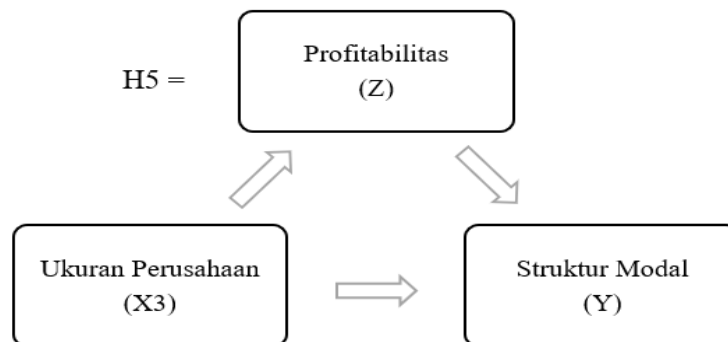 Profitabilitas
(Z)
H5 =
Ukuran Perusahaan
(X3)
Struktur Modal
(Y)